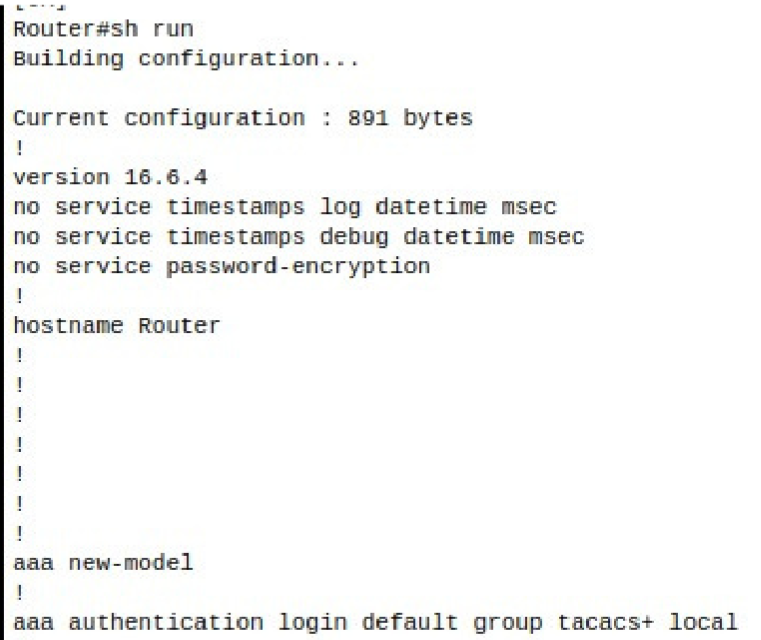 Router#sh run
Building configuration...
Current configuration : 891 bytes
!
version 16.6.4
no service timestamps log datetime msec
no service timestamps debug datetime msec
no service password-encryption
!
hostname Router
!
!
!
!
!
!
!
aaa new-model
!
aaa authentication login default group tacacs+ local